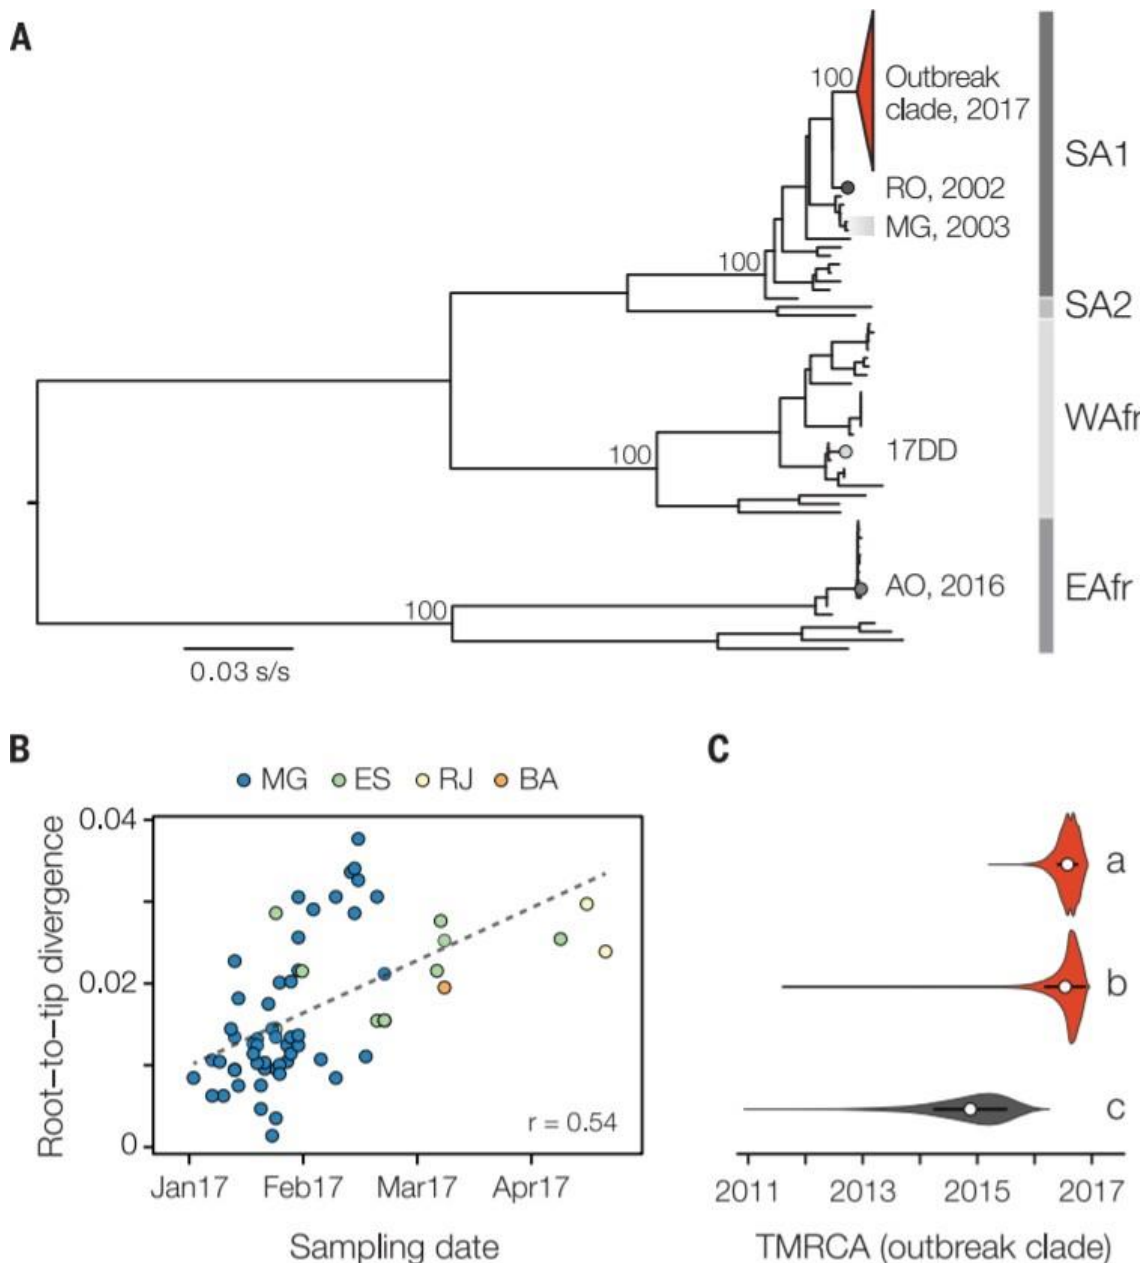 A
100
Outbreak
clade, 2017
SA1
RO, 2002
MG, 2003
100
SA2
WAfr
100
17DD
AO, 2016
EAfr
100
0.03 s/s
B
MG ES RJ BA
Root-to-tip divergence
0.04
0.02
0
r = 0.54
Jan17 Feb17 Mar17 Apr17
Sampling date
C
a
b
c
2011 2013 2015 2017
TMRCA (outbreak clade)